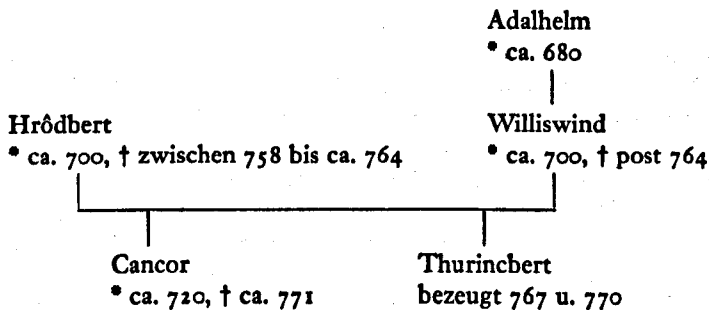 Adalhelm
* ca. 680
Hrôdbert
* ca. 700, † zwischen 758 bis ca. 764
Williswind
* ca. 700, † post 764
Cancor
* ca. 720, † ca. 771
Thurincbert
bezeugt 767 u. 770